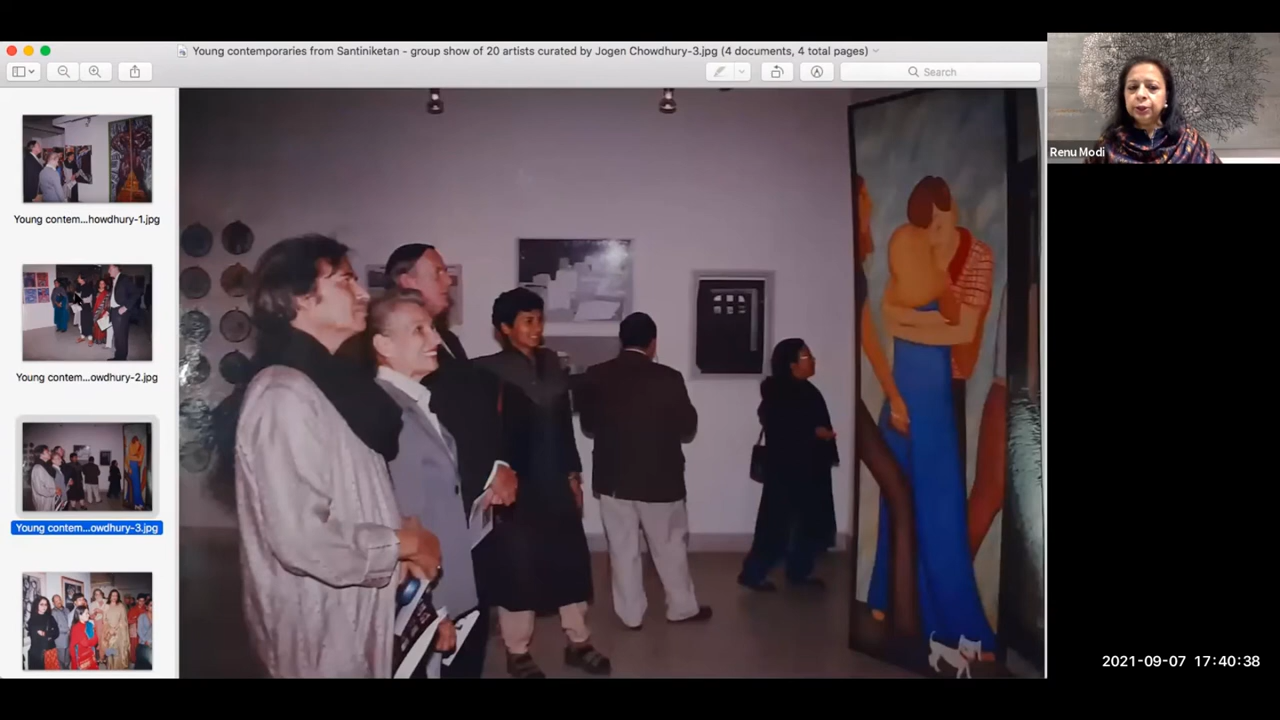 Young contemporaries from Santiniketan - group show of 20 artists curated by Jogen Chowdhury-3.jpg (4 documents, 4 total pages)
Search
Renu Modi
Young contem...howdhury-1.jpg
Young contem...owdhury-2.jpg
Young contem...owdhury-3.jpg
2021-09-07 17:40:38